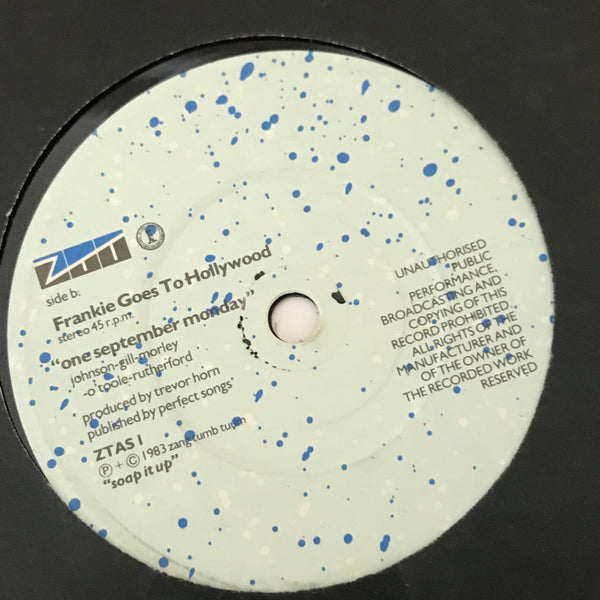 ZTT
side b:
Frankie Goes To Hollywood
stereo 45 r.p.m.
"one september monday"
johnson-gill-morley
-o'toole-rutherford
produced by trevor horn
published by perfect songs
ZTAS 1
Ⓟ + © 1983 zang tumb tuum
"soap it up"
UNAUTHORISED
PUBLIC
PERFORMANCE,
BROADCASTING AND
COPYING OF THIS
RECORD PROHIBITED.
ALL RIGHTS OF THE
MANUFACTURER AND
OF THE OWNER OF
THE RECORDED WORK
RESERVED